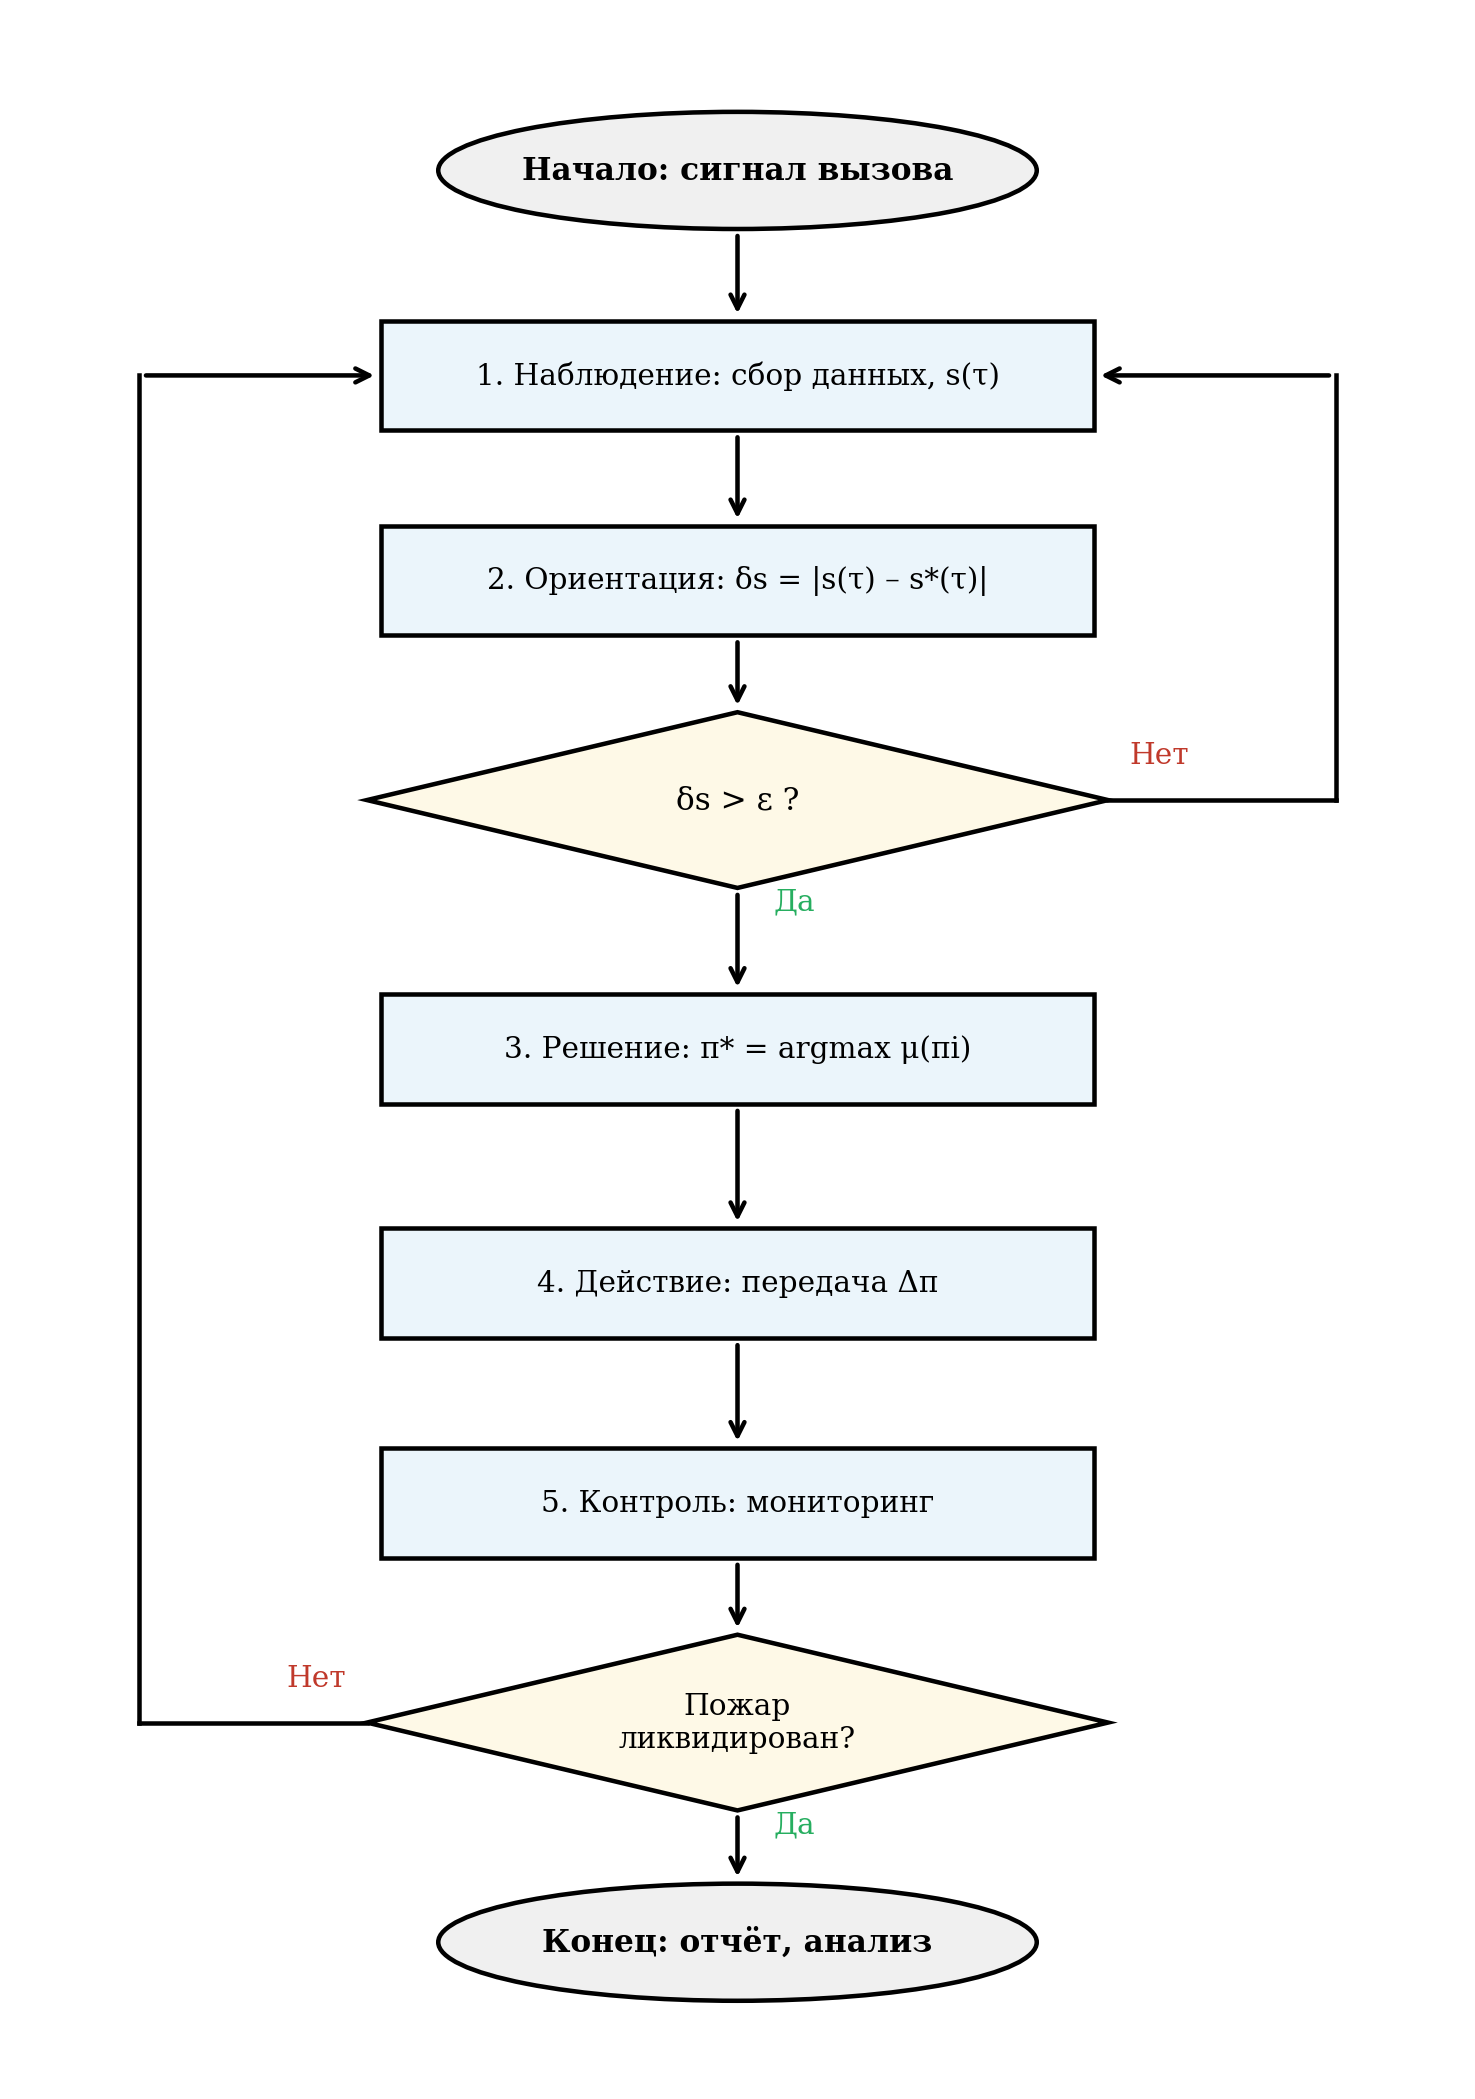 Начало: сигнал вызова
1. Наблюдение: сбор данных, s(τ)
2. Ориентация: δs = |s(τ) – s*(τ)|
Нет
δs > ε ?
Да
3. Решение: π* = argmax μ(πi)
4. Действие: передача Δπ
5. Контроль: мониторинг
Нет
Пожар
ликвидирован?
Да
Конец: отчёт, анализ